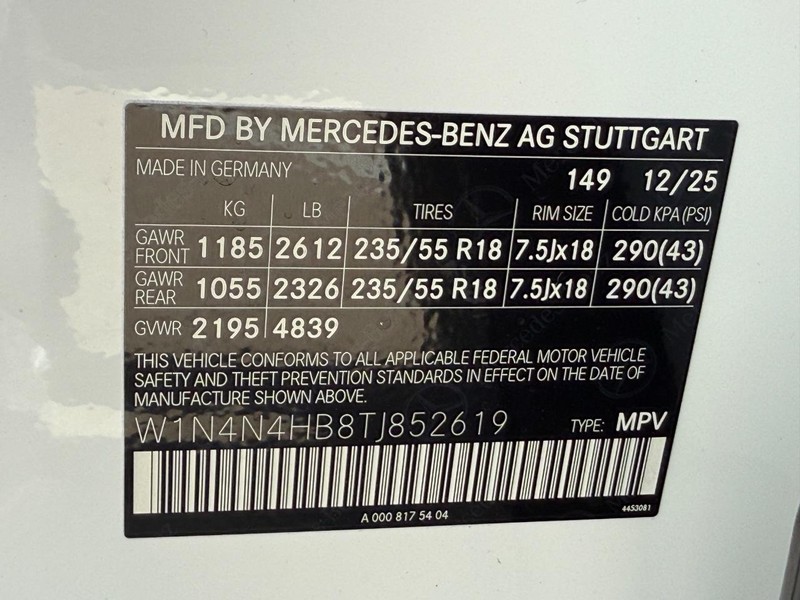 MFD BY MERCEDES-BENZ AG STUTTGART
MADE IN GERMANY 149 12/25
KG LB TIRES RIM SIZE COLD KPA (PSI)
GAWR FRONT 1185 2612 235/55 R18 7.5Jx18 290(43)
GAWR REAR 1055 2326 235/55 R18 7.5Jx18 290(43)
GVWR 2195 4839
THIS VEHICLE CONFORMS TO ALL APPLICABLE FEDERAL MOTOR VEHICLE
SAFETY AND THEFT PREVENTION STANDARDS IN EFFECT ON THE DATE OF
MANUFACTURE SHOWN ABOVE.
W1N4N4HB8TJ852619 TYPE: MPV
A 000 817 54 04 4453081